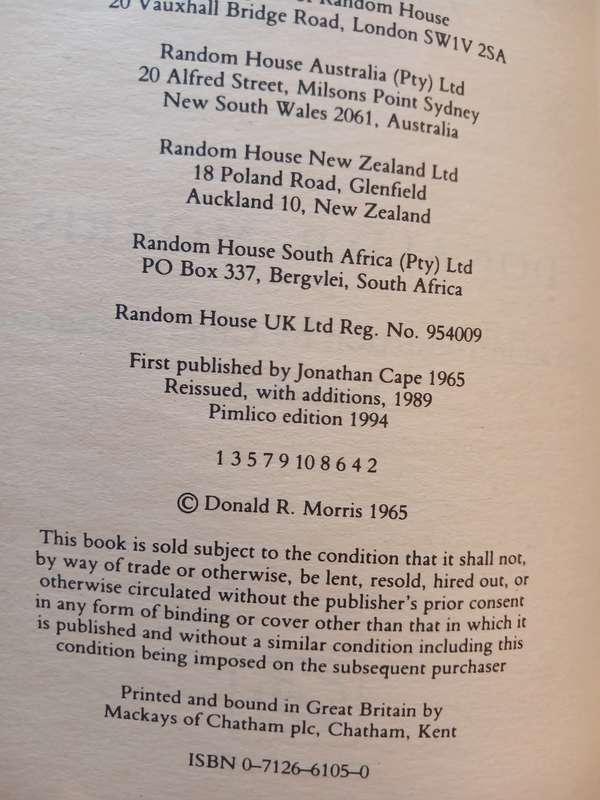 Random House
20 Vauxhall Bridge Road, London SW1V 2SA
Random House Australia (Pty) Ltd
20 Alfred Street, Milsons Point Sydney
New South Wales 2061, Australia
Random House New Zealand Ltd
18 Poland Road, Glenfield
Auckland 10, New Zealand
Random House South Africa (Pty) Ltd
PO Box 337, Bergvlei, South Africa
Random House UK Ltd Reg. No. 954009
First published by Jonathan Cape 1965
Reissued, with additions, 1989
Pimlico edition 1994
1 3 5 7 9 10 8 6 4 2
© Donald R. Morris 1965
This book is sold subject to the condition that it shall not,
by way of trade or otherwise, be lent, resold, hired out, or
otherwise circulated without the publisher's prior consent
in any form of binding or cover other than that in which it
is published and without a similar condition including this
condition being imposed on the subsequent purchaser
Printed and bound in Great Britain by
Mackays of Chatham plc, Chatham, Kent
ISBN 0–7126–6105–0